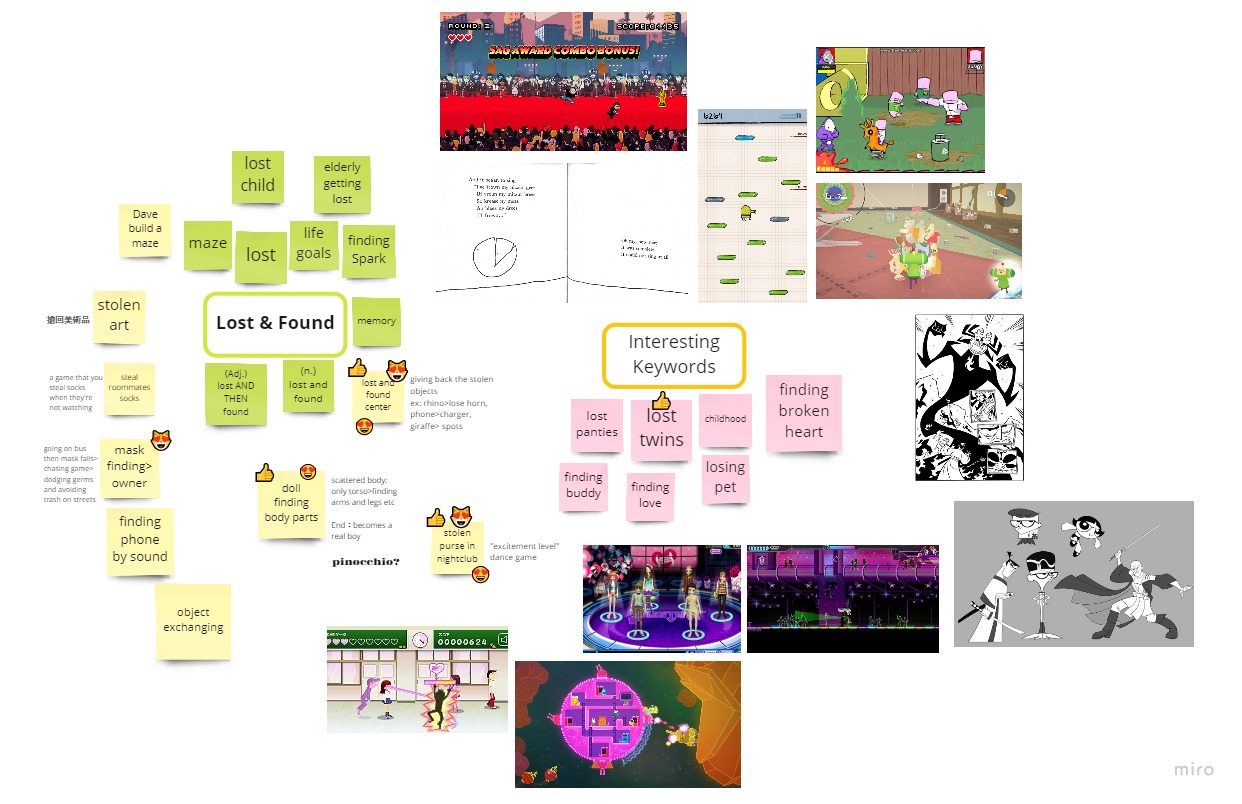 ROUND: 2
SAG AWARD COMBO BONUS!
lost
child
elderly
getting
lost
Dave
build a
maze
maze
lost
life
goals
finding
Spark
搶回美術品
stolen
art
Lost & Found
memory
a game that you
steal socks
when they're
not watching
steal
roommates
socks
(Adj.)
lost AND
THEN
found
(n.)
lost and
found
lost and
found
center
giving back the stolen
objects
ex: rhino>lose horn,
phone>charger,
giraffe> spots
going on bus
then mask falls>
chasing game>
dodging germs
and avoiding
trash on streets
mask
finding>
owner
doll
finding
body parts
scattered body:
only torso>finding
arms and legs etc
End : becomes a
real boy
pinocchio?
finding
phone
by sound
stolen
purse in
nightclub
"excitement level"
dance game
object
exchanging
Interesting
Keywords
lost
panties
lost
twins
childhood
finding
broken
heart
finding
buddy
finding
love
losing
pet
00000624
miro